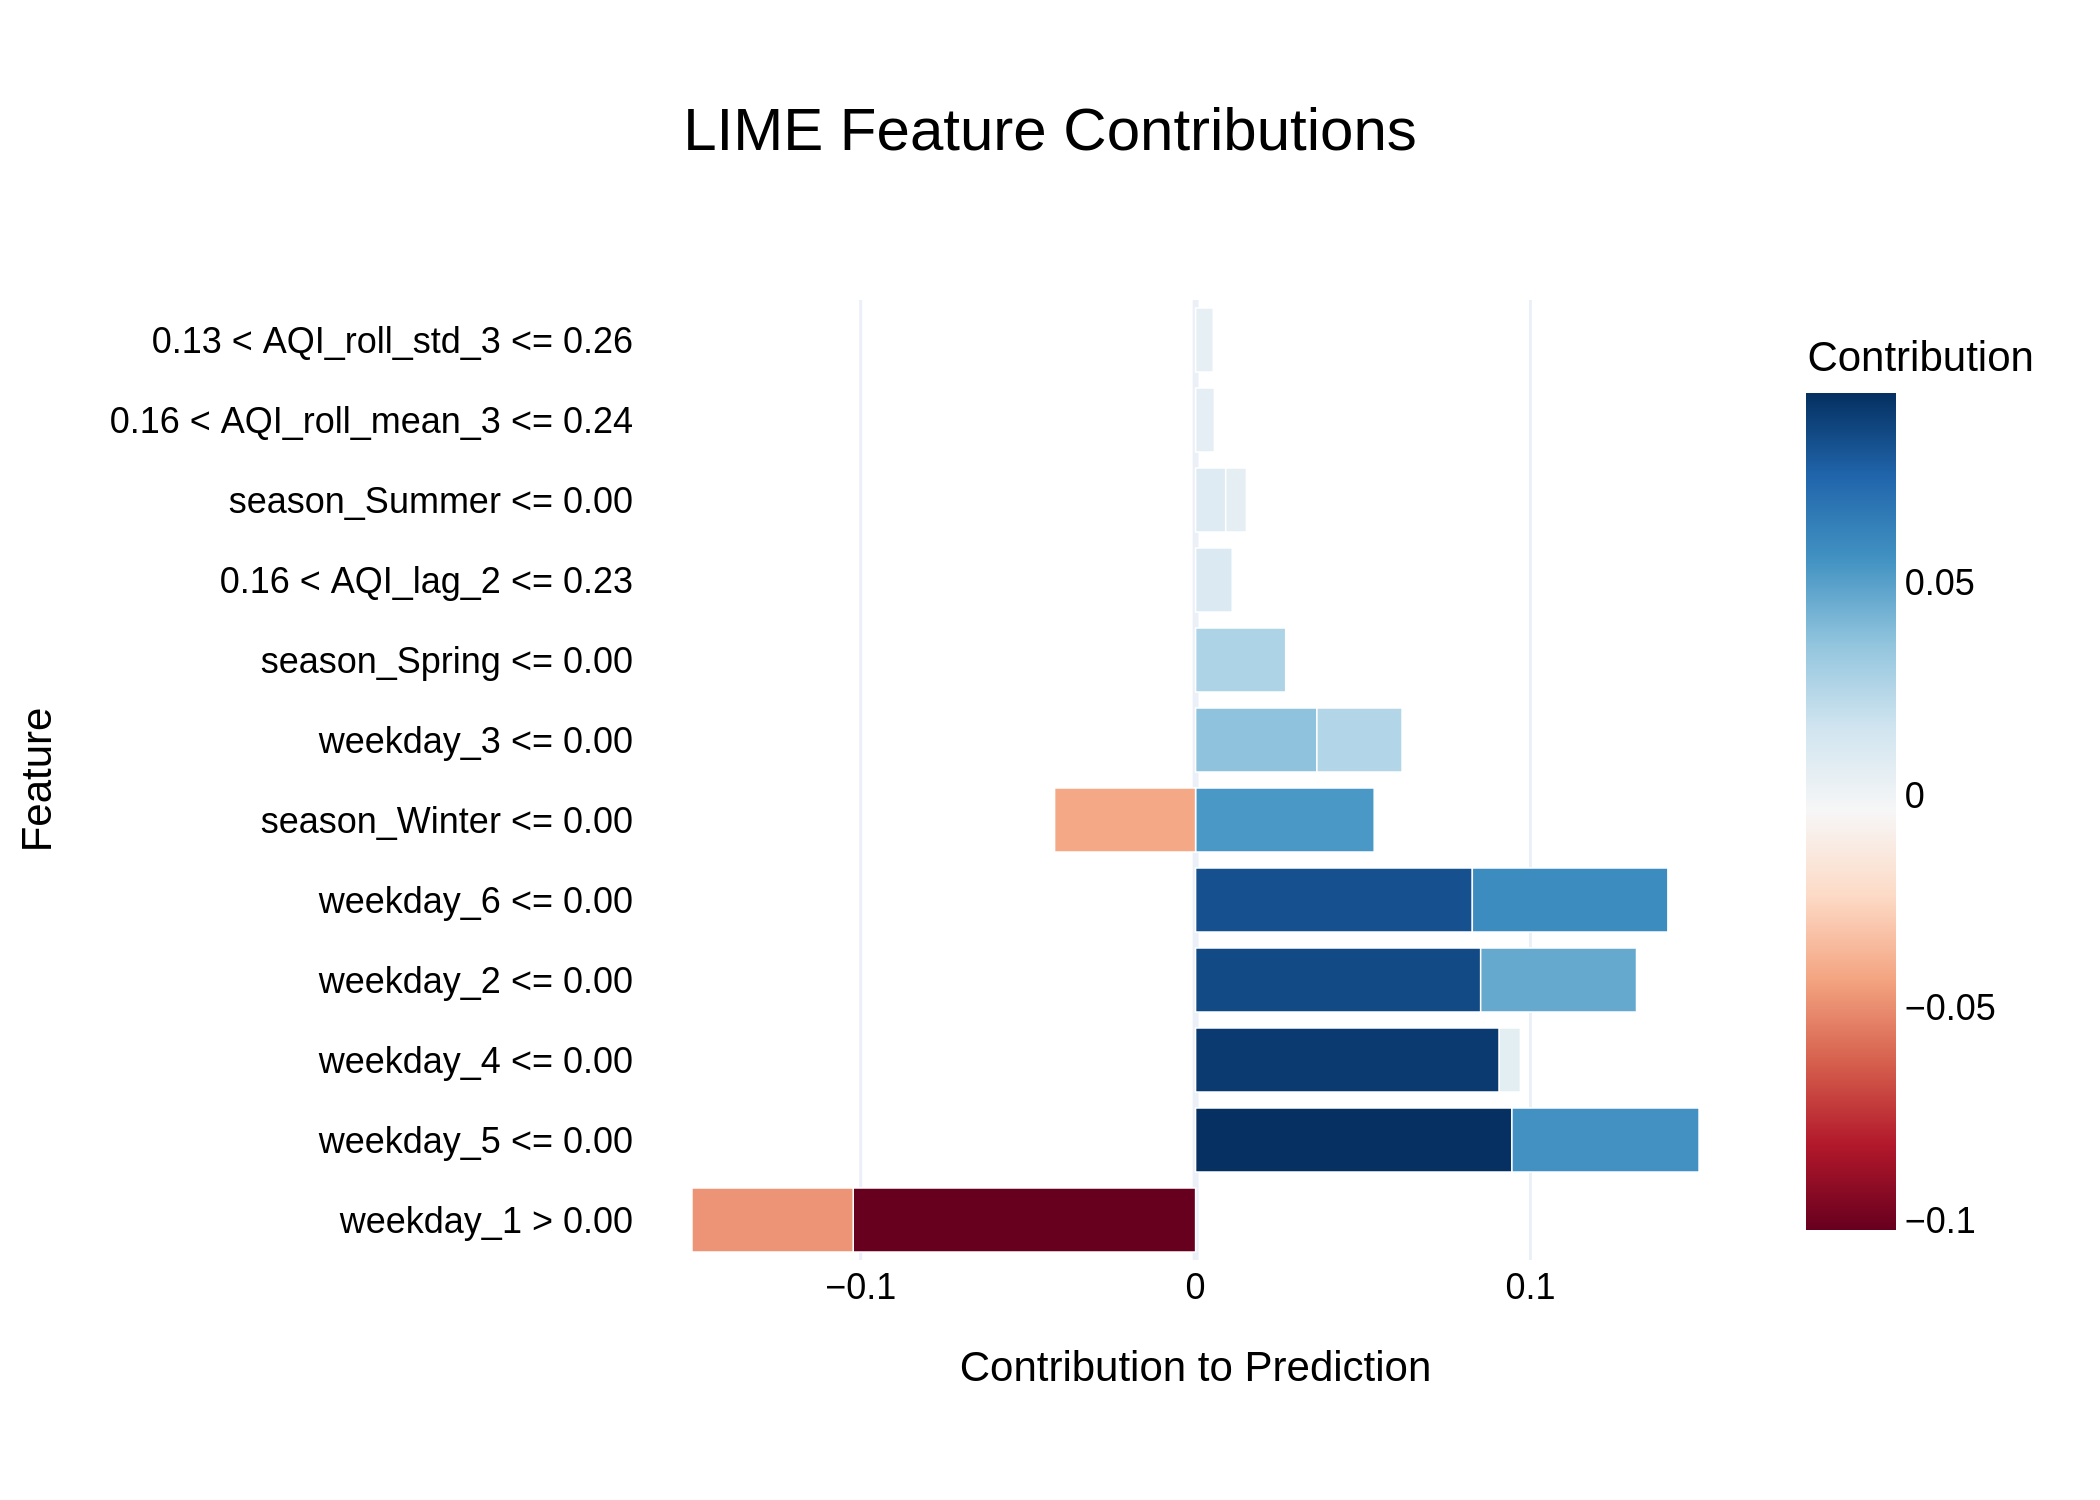 LIME Feature Contributions
0.13 < AQI_roll_std_3 <= 0.26
0.16 < AQI_roll_mean_3 <= 0.24
season_Summer <= 0.00
0.16 < AQI_lag_2 <= 0.23
season_Spring <= 0.00
weekday_3 <= 0.00
season_Winter <= 0.00
weekday_6 <= 0.00
weekday_2 <= 0.00
weekday_4 <= 0.00
weekday_5 <= 0.00
weekday_1 > 0.00
Feature
−0.1
0
0.1
Contribution to Prediction
Contribution
0.05
0
−0.05
−0.1